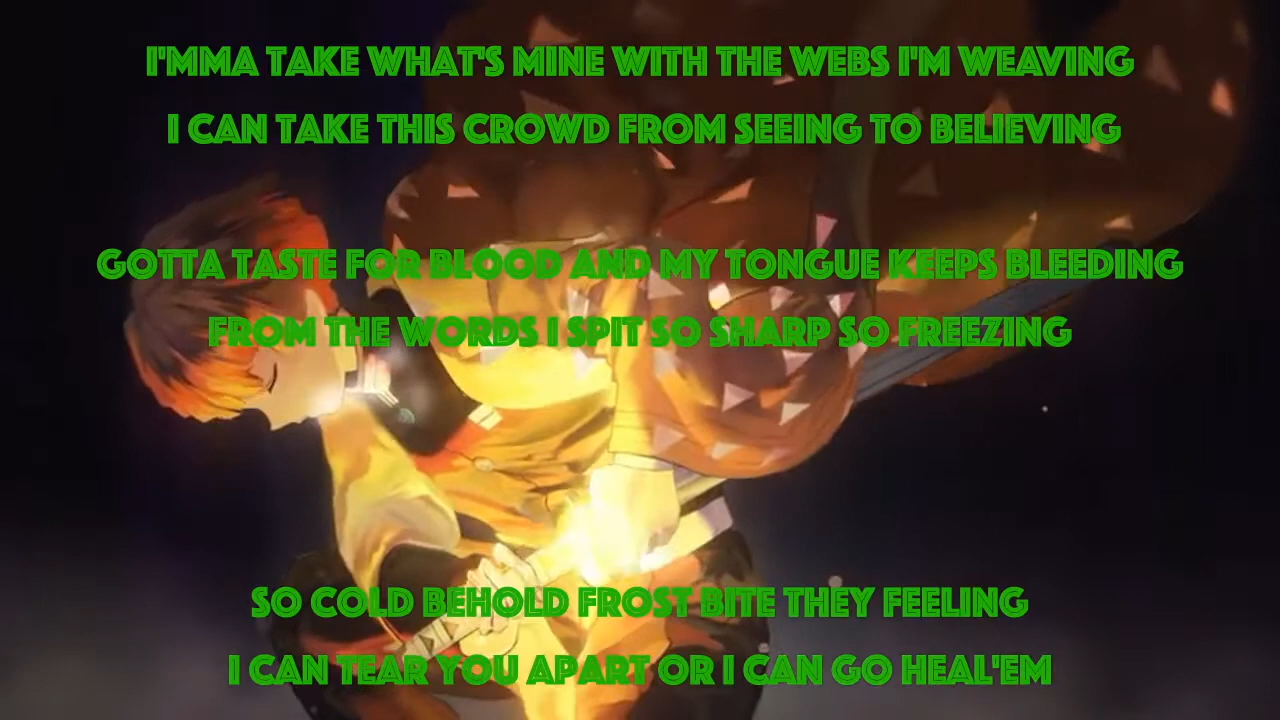 I'MMA TAKE WHAT'S MINE WITH THE WEBS I'M WEAVING
I CAN TAKE THIS CROWD FROM SEEING TO BELIEVING
GOTTA TASTE FOR BLOOD AND MY TONGUE KEEPS BLEEDING
FROM THE WORDS I SPIT SO SHARP SO FREEZING
SO COLD BEHOLD FROST BITE THEY FEELING
I CAN TEAR YOU APART OR I CAN GO HEAL'EM